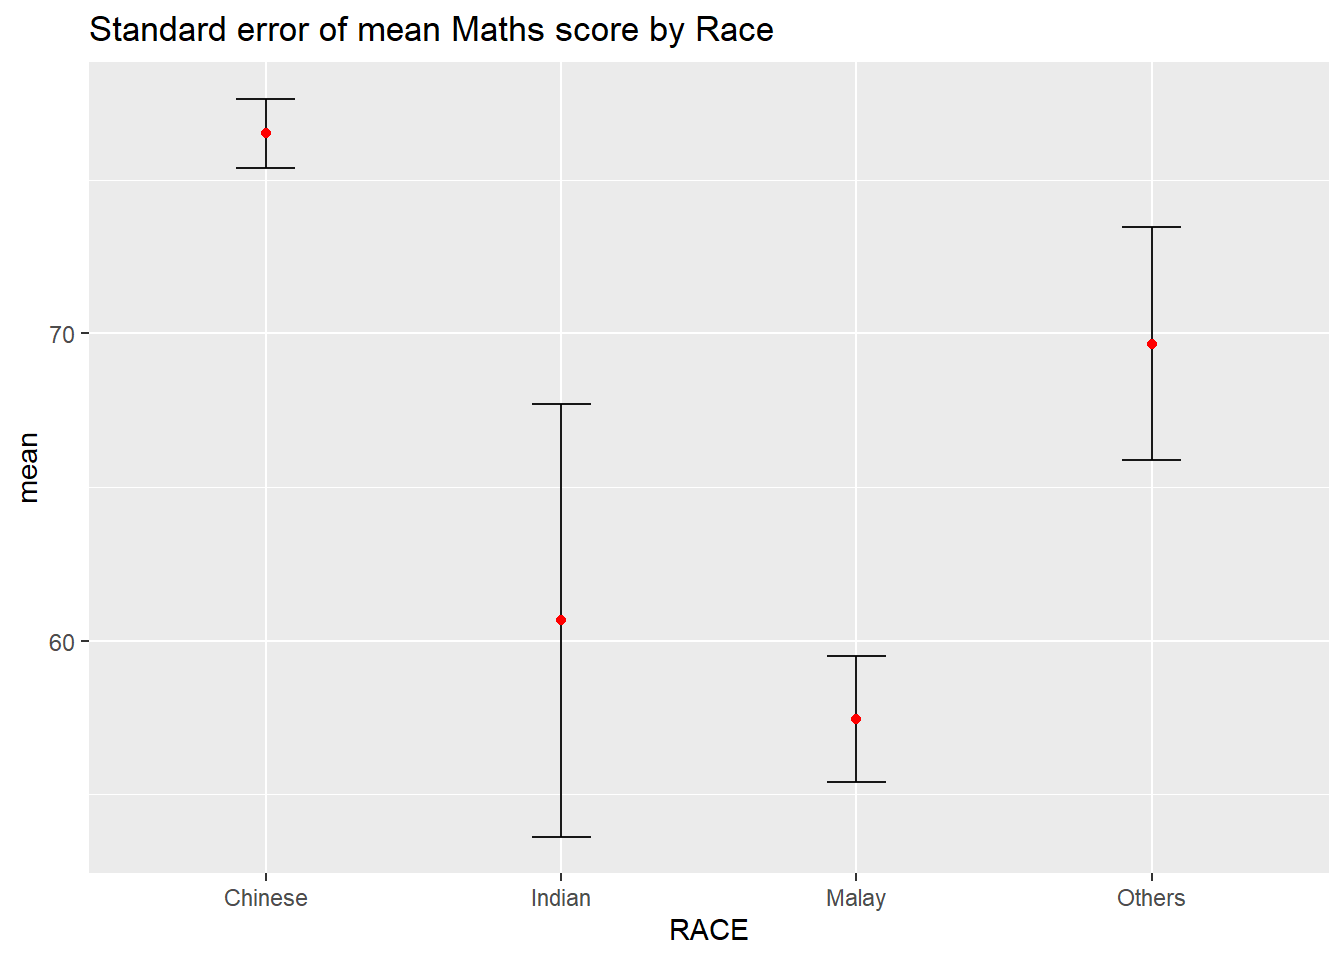 Standard error of mean Maths score by Race
70
60
mean
Chinese
Indian
Malay
Others
RACE